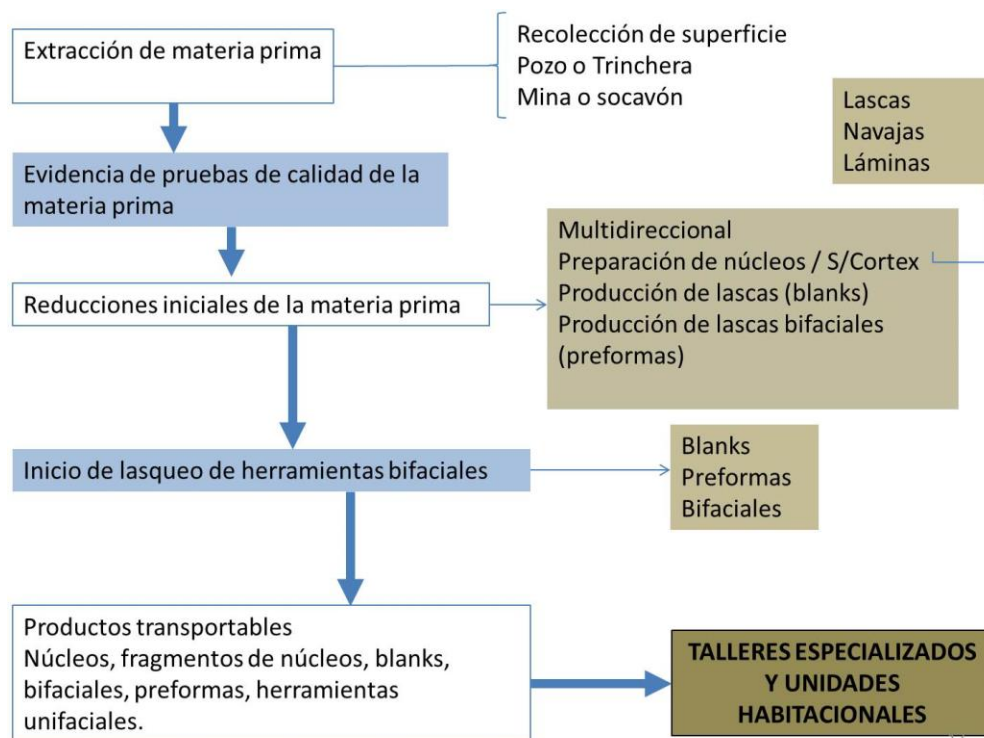 Extracción de materia prima
Recolección de superficie
Pozo o Trinchera
Mina o socavón
Lascas
Navajas
Láminas
Evidencia de pruebas de calidad de la
materia prima
Multidireccional
Preparación de núcleos / S/Cortex
Producción de lascas (blanks)
Producción de lascas bifaciales
(preformas)
Reducciones iniciales de la materia prima
Inicio de lasqueo de herramientas bifaciales
Blanks
Preformas
Bifaciales
Productos transportables
Núcleos, fragmentos de núcleos, blanks,
bifaciales, preformas, herramientas
unifaciales.
TALLERES ESPECIALIZADOS
Y UNIDADES
HABITACIONALES